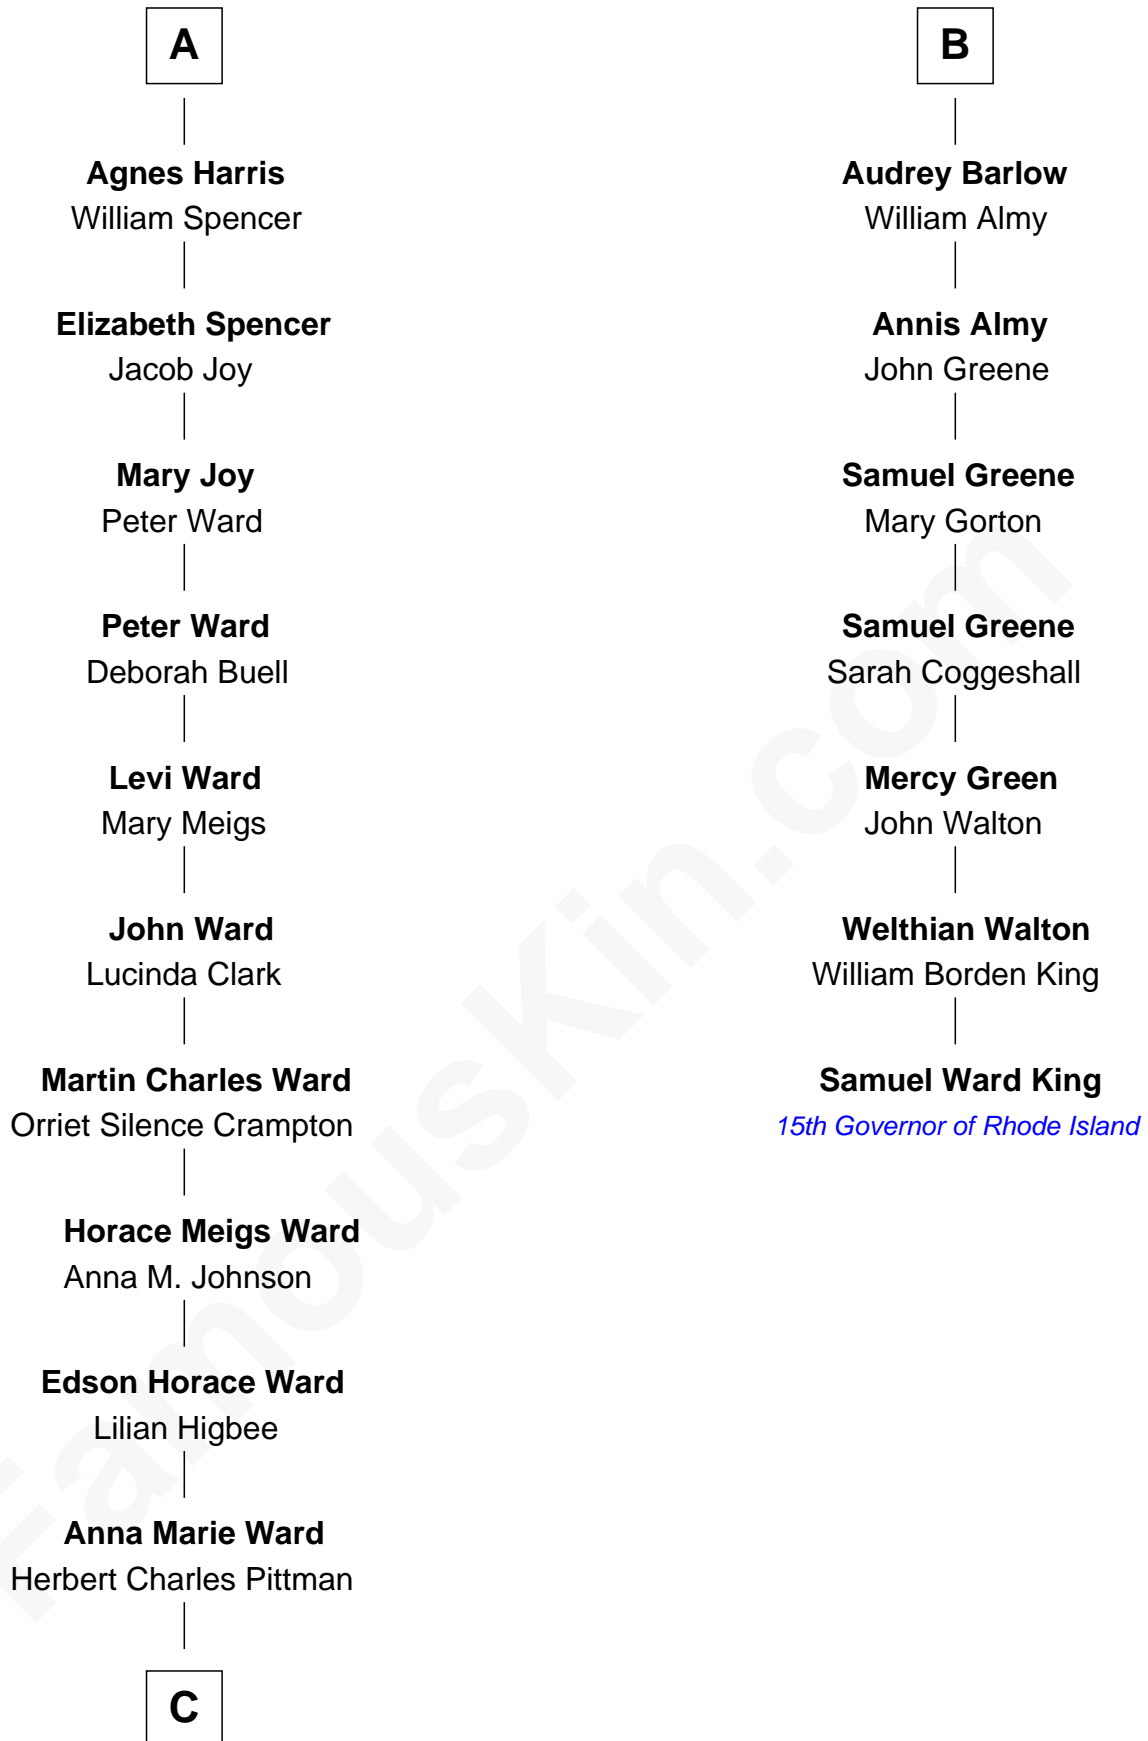 A
Agnes Harris
William Spencer
Elizabeth Spencer
Jacob Joy
Mary Joy
Peter Ward
Peter Ward
Deborah Buell
Levi Ward
Mary Meigs
John Ward
Lucinda Clark
Martin Charles Ward
Orriet Silence Crampton
Horace Meigs Ward
Anna M. Johnson
Edson Horace Ward
Lilian Higbee
Anna Marie Ward
Herbert Charles Pittman
C
B
Audrey Barlow
William Almy
Annis Almy
John Greene
Samuel Greene
Mary Gorton
Samuel Greene
Sarah Coggeshall
Mercy Green
John Walton
Welthian Walton
William Borden King
Samuel Ward King
15th Governor of Rhode Island
FamousKin.com